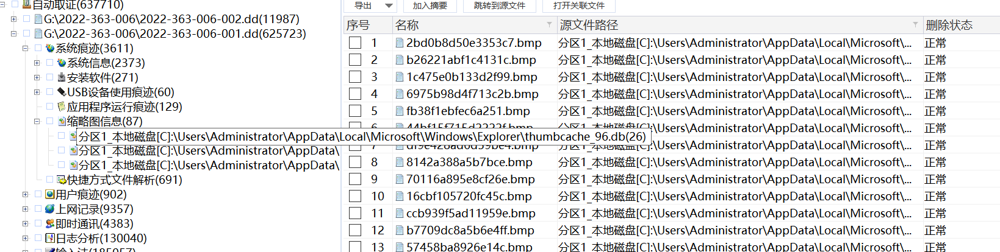 自动取证(637710)
G:\2022-363-006\2022-363-006-002.dd(11987)
G:\2022-363-006\2022-363-006-001.dd(625723)
系统痕迹(3611)
系统信息(2373)
安装软件(271)
USB设备使用痕迹(60)
应用程序运行痕迹(129)
缩略图信息(87)
分区1_本地磁盘[C]:\Users\Administrator\AppData\Local\Microsoft\Windows\Explorer\thumbcache_96.db(26)
分区1_本地磁盘[C]:\Users\Administrator\AppData\
分区1_本地磁盘[C]:\Users\Administrator\AppData\
快捷方式文件解析(691)
用户痕迹(902)
上网记录(9357)
即时通讯(4383)
日志分析(130040)
输入法(185057)
导出 加入摘要 跳转到源文件 打开关联文件
序号 名称 源文件路径 删除状态
1 2bd0b8d50e3353c7.bmp 分区1_本地磁盘[C]:\Users\Administrator\AppData\Local\Microsoft\... 正常
2 b26221abf1c4131c.bmp 分区1_本地磁盘[C]:\Users\Administrator\AppData\Local\Microsoft\... 正常
3 1c475e0b133d2f99.bmp 分区1_本地磁盘[C]:\Users\Administrator\AppData\Local\Microsoft\... 正常
4 6975b98d4f713c2b.bmp 分区1_本地磁盘[C]:\Users\Administrator\AppData\Local\Microsoft\... 正常
5 fb38f1ebfec6a251.bmp 分区1_本地磁盘[C]:\Users\Administrator\AppData\Local\Microsoft\... 正常
正常
7 分区1_本地磁盘[C]:\Users\Administrator\AppData\Local\Microsoft\... 正常
8 8142a388a5b7bce.bmp 分区1_本地磁盘[C]:\Users\Administrator\AppData\Local\Microsoft\... 正常
9 70116a895e8cf26e.bmp 分区1_本地磁盘[C]:\Users\Administrator\AppData\Local\Microsoft\... 正常
10 16cbf105720fc45c.bmp 分区1_本地磁盘[C]:\Users\Administrator\AppData\Local\Microsoft\... 正常
11 ccb939f5ad11959e.bmp 分区1_本地磁盘[C]:\Users\Administrator\AppData\Local\Microsoft\... 正常
12 b7709dc8a5b6e4ff.bmp 分区1_本地磁盘[C]:\Users\Administrator\AppData\Local\Microsoft\... 正常
13 57458ba8926e14c.bmp 分区1_本地磁盘[C]:\Users\Administrator\AppData\Local\Microsoft\... 正常